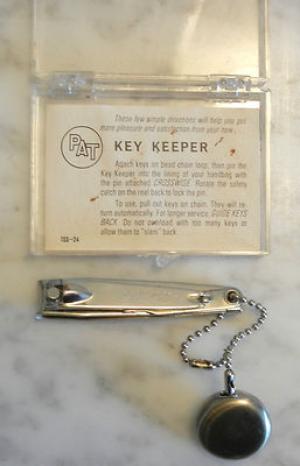 These few simple directions will help you get
more pleasure and satisfaction from your new .
PAT
KEY KEEPER
Attach keys on bead chain loop, then pin the
Key Keeper into the lining of your handbag with
the pin attached CROSSWISE. Rotate the safety
catch on the reel back to lock the pin.
To use, pull out keys on chain. They will re-
turn automatically. For longer service, GUIDE KEYS
BACK. Do not overload with too many keys or
allow them to "slam" back.